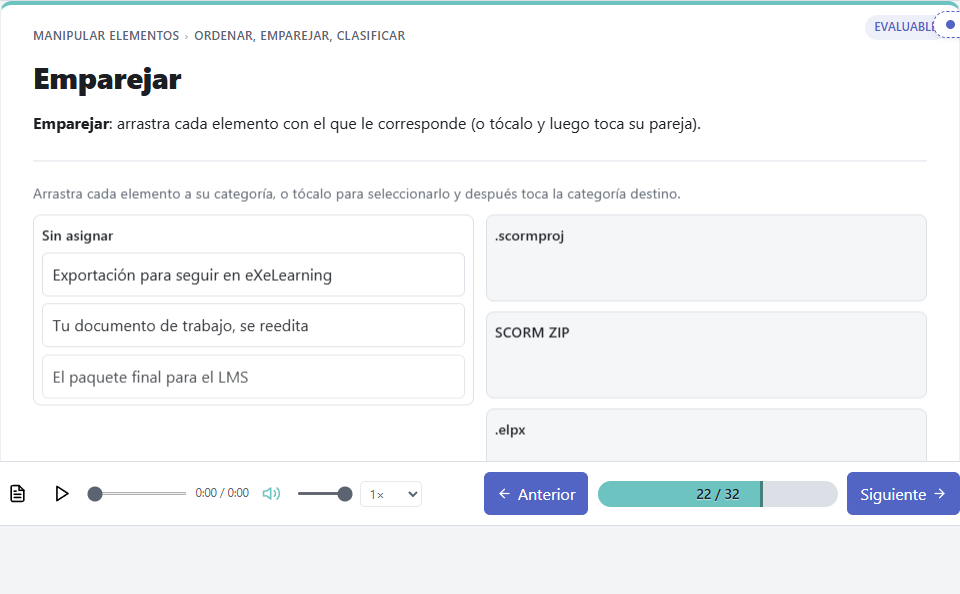 MANIPULAR ELEMENTOS › ORDENAR, EMPAREJAR, CLASIFICAR
EVALUABLE
Emparejar
Emparejar: arrastra cada elemento con el que le corresponde (o tócalo y luego toca su pareja).
Arrastra cada elemento a su categoría, o tócalo para seleccionarlo y después toca la categoría destino.
Sin asignar
Exportación para seguir en eXeLearning
Tu documento de trabajo, se reedita
El paquete final para el LMS
.scormproj
SCORM ZIP
.elpx
0:00 / 0:00
1×
← Anterior
22 / 32
Siguiente →